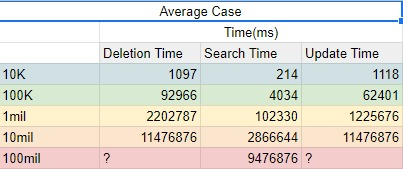 Average Case
Time(ms)
Deletion Time Search Time Update Time
10K 1097 214 1118
100K 92966 4034 62401
1mil 2202787 102330 1225676
10mil 11476876 2866644 11476876
100mil ? 9476876 ?